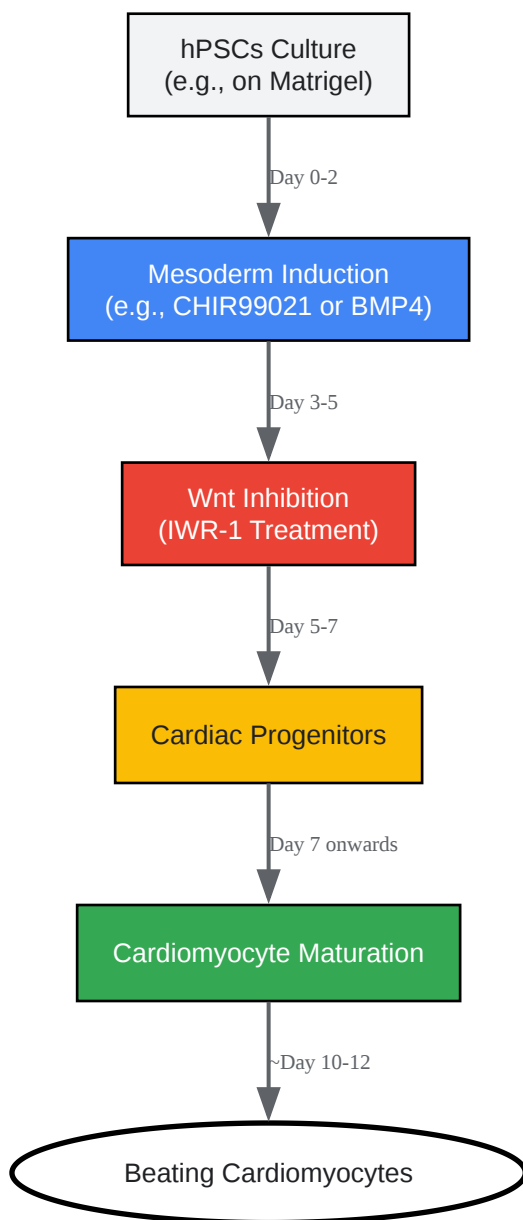 hPSCs Culture
(e.g., on Matrigel)
Day 0-2
Mesoderm Induction
(e.g., CHIR99021 or BMP4)
Day 3-5
Wnt Inhibition
(IWR-1 Treatment)
Day 5-7
Cardiac Progenitors
Day 7 onwards
Cardiomyocyte Maturation
~Day 10-12
Beating Cardiomyocytes